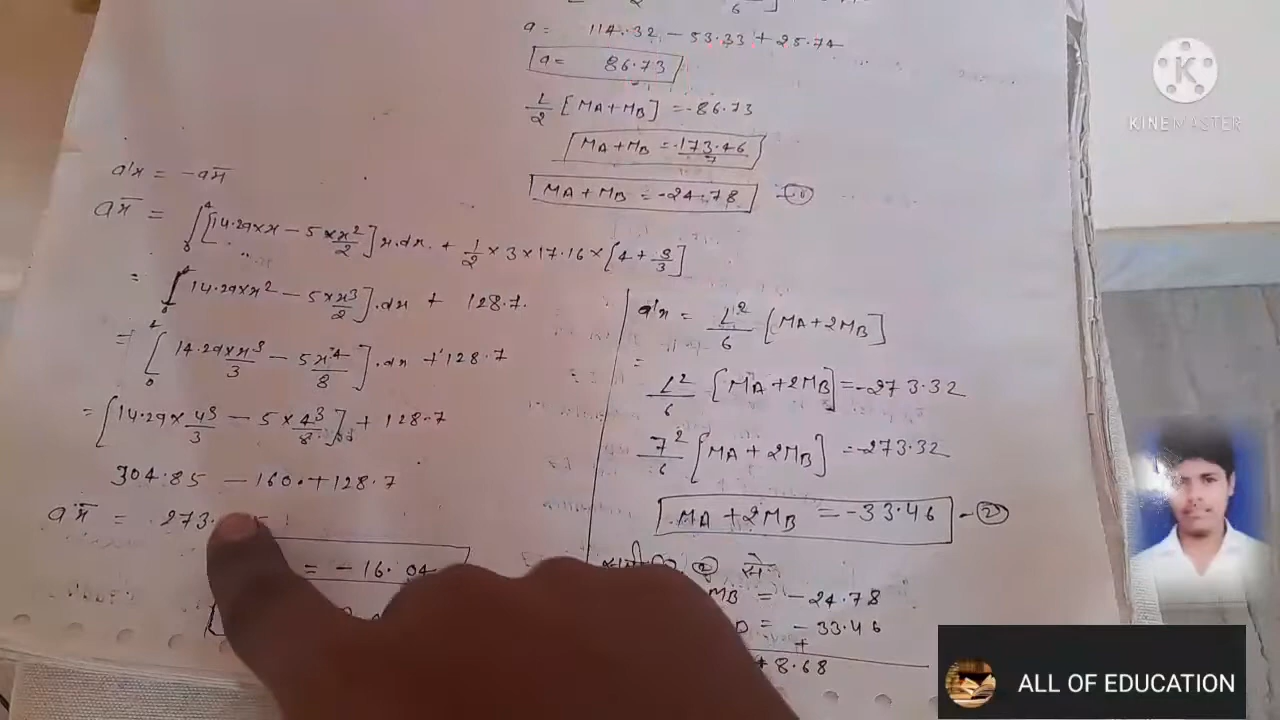 a = 114.32 - 53.33 + 25.74
a = 86.73
L/2 [MA+MB] = -86.73
MA+MB = -173.46/7
MA+MB = -24.78
a'x = -ax̄
ax̄ = ∫₀⁴ [14.29×x - 5×x²/2] x.dx. + 1/2 × 3 × 17.16 × [4 + 3/3]
= ∫₀⁴ 14.29×x² - 5×x³/2].dx + 128.7.
= [₀⁴ 14.29×x³/3 - 5x⁴/8].dx + 128.7
= [14.29×4³/3 - 5×4³/8] + 128.7
304.85 - 160. + 128.7
ax̄ = 273.
= -16.04
a'x = L²/6 [MA+2MB]
=
L²/6 [MA+2MB] = -273.32
7²/6 [MA+2MB] = -273.32
MA+2MB = -33.46 - ②
② से
MB = -24.78
= -33.46
+
+8.68
KINEMASTER
ALL OF EDUCATION